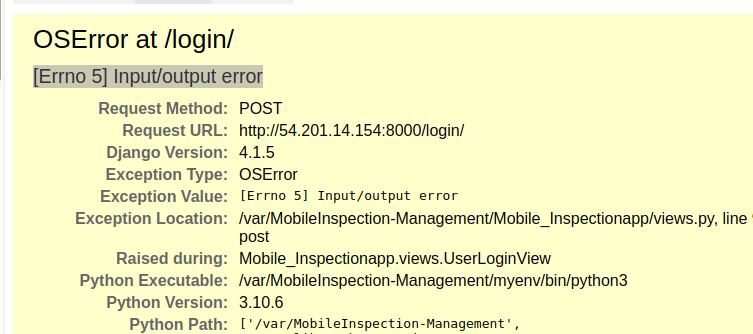 OSError at /login/
[Errno 5] Input/output error
Request Method: POST
Request URL: http://54.201.14.154:8000/login/
Django Version: 4.1.5
Exception Type: OSError
Exception Value: [Errno 5] Input/output error
Exception Location: /var/MobileInspection-Management/Mobile_Inspectionapp/views.py, line
post
Raised during: Mobile_Inspectionapp.views.UserLoginView
Python Executable: /var/MobileInspection-Management/myenv/bin/python3
Python Version: 3.10.6
Python Path: ['/var/MobileInspection-Management',